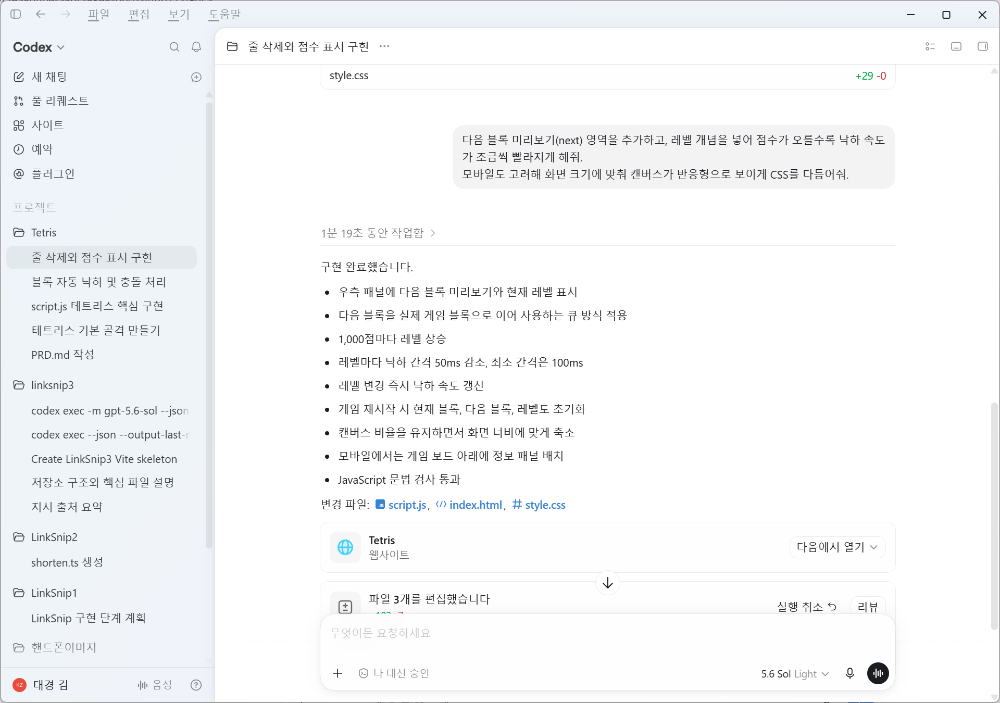 파일 편집 보기 도움말
Codex
새 채팅
풀 리퀘스트
사이트
예약
플러그인
프로젝트
Tetris
줄 삭제와 점수 표시 구현
블록 자동 낙하 및 충돌 처리
script.js 테트리스 핵심 구현
테트리스 기본 골격 만들기
PRD.md 작성
linksnip3
codex exec -m gpt-5.6-sol --json
codex exec --json --output-last-
Create LinkSnip3 Vite skeleton
저장소 구조와 핵심 파일 설명
지시 출처 요약
LinkSnip2
shorten.ts 생성
LinkSnip1
LinkSnip 구현 단계 계획
핸드폰이미지
KZ 대경 김 음성
줄 삭제와 점수 표시 구현
style.css +29 -0
다음 블록 미리보기(next) 영역을 추가하고, 레벨 개념을 넣어 점수가 오를수록 낙하 속도
가 조금씩 빨라지게 해줘.
모바일도 고려해 화면 크기에 맞춰 캔버스가 반응형으로 보이게 CSS를 다듬어줘.
1분 19초 동안 작업함
구현 완료했습니다.
우측 패널에 다음 블록 미리보기와 현재 레벨 표시
다음 블록을 실제 게임 블록으로 이어 사용하는 큐 방식 적용
1,000점마다 레벨 상승
레벨마다 낙하 간격 50ms 감소, 최소 간격은 100ms
레벨 변경 즉시 낙하 속도 갱신
게임 재시작 시 현재 블록, 다음 블록, 레벨도 초기화
캔버스 비율을 유지하면서 화면 너비에 맞게 축소
모바일에서는 게임 보드 아래에 정보 패널 배치
JavaScript 문법 검사 통과
변경 파일: JS script.js, index.html, style.css
Tetris
웹사이트
다음에서 열기
파일 3개를 편집했습니다
실행 취소 리뷰
무엇이든 요청하세요
나 대신 승인 5.6 Sol Light